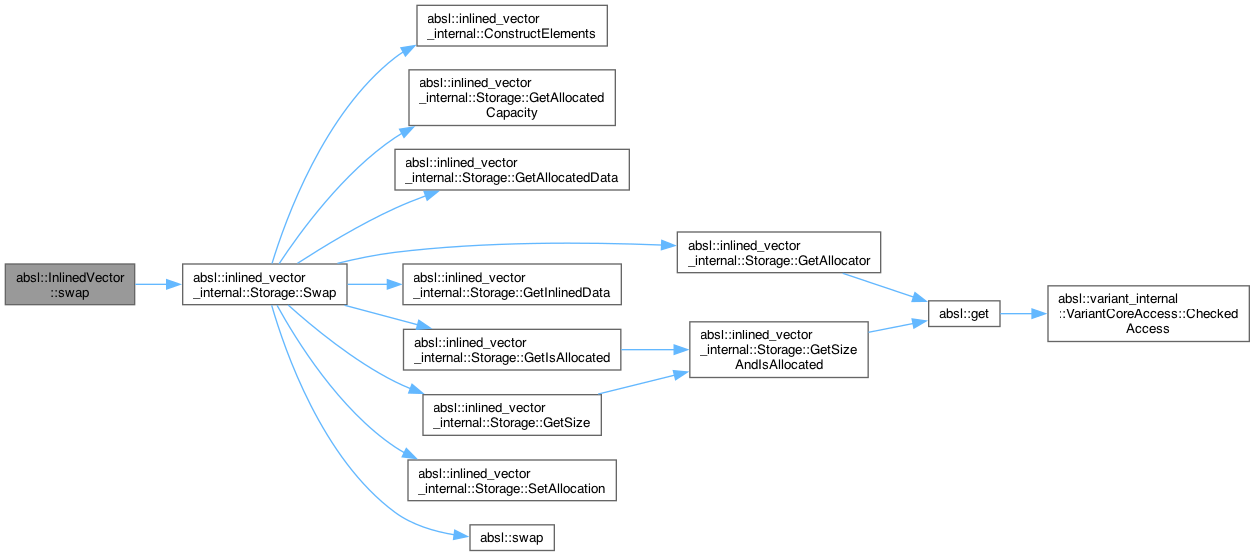 absl::inlined_vector
_internal::ConstructElements
absl::inlined_vector
_internal::Storage::GetAllocated
Capacity
absl::inlined_vector
_internal::Storage::GetAllocatedData
absl::inlined_vector
_internal::Storage::GetAllocator
absl::InlinedVector
::swap
absl::inlined_vector
_internal::Storage::Swap
absl::inlined_vector
_internal::Storage::GetInlinedData
absl::get
absl::variant_internal
::VariantCoreAccess::Checked
Access
absl::inlined_vector
_internal::Storage::GetIsAllocated
absl::inlined_vector
_internal::Storage::GetSize
AndIsAllocated
absl::inlined_vector
_internal::Storage::GetSize
absl::inlined_vector
_internal::Storage::SetAllocation
absl::swap